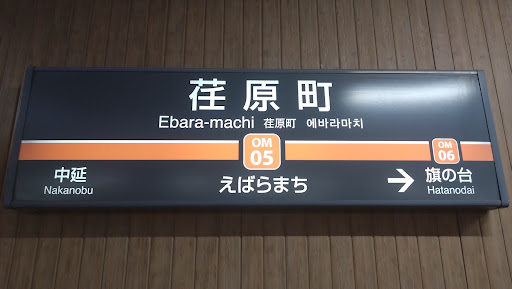 荏原町
Ebara-machi 荏原町 에바라마치
OM
05
OM
06
中延
Nakanobu
えばらまち
→
旗の台
Hatanodai